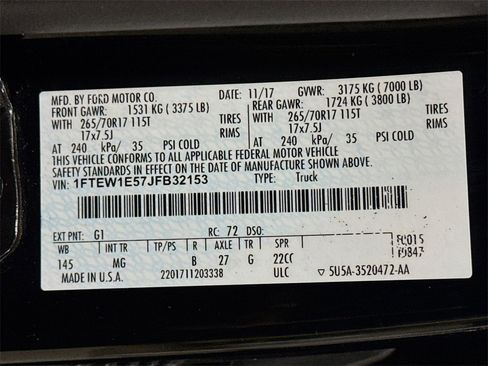 MFD. BY FORD MOTOR CO. DATE: 11/17 GVWR: 3175 KG ( 7000 LB)
FRONT GAWR: 1531 KG ( 3375 LB) REAR GAWR: 1724 KG ( 3800 LB)
WITH 265/70R17 115T TIRES WITH 265/70R17 115T TIRES
17x7.5J RIMS 17x7.5J RIMS
AT 240 kPa/ 35 PSI COLD AT 240 kPa/ 35 PSI COLD
THIS VEHICLE CONFORMS TO ALL APPLICABLE FEDERAL MOTOR VEHICLE
SAFETY STANDARDS IN EFFECT ON THE DATE OF MANUFACTURE SHOWN ABOVE.
VIN: 1FTEW1E57JFB32153 TYPE: Truck
EXT PNT: G1 RC: 72 DSO:
WB INT TR TP/PS R AXLE TR SPR
145 MG B 27 G 22CC
MADE IN U.S.A. 2201711203338 ULC ▽ 5U5A-3520472-AA